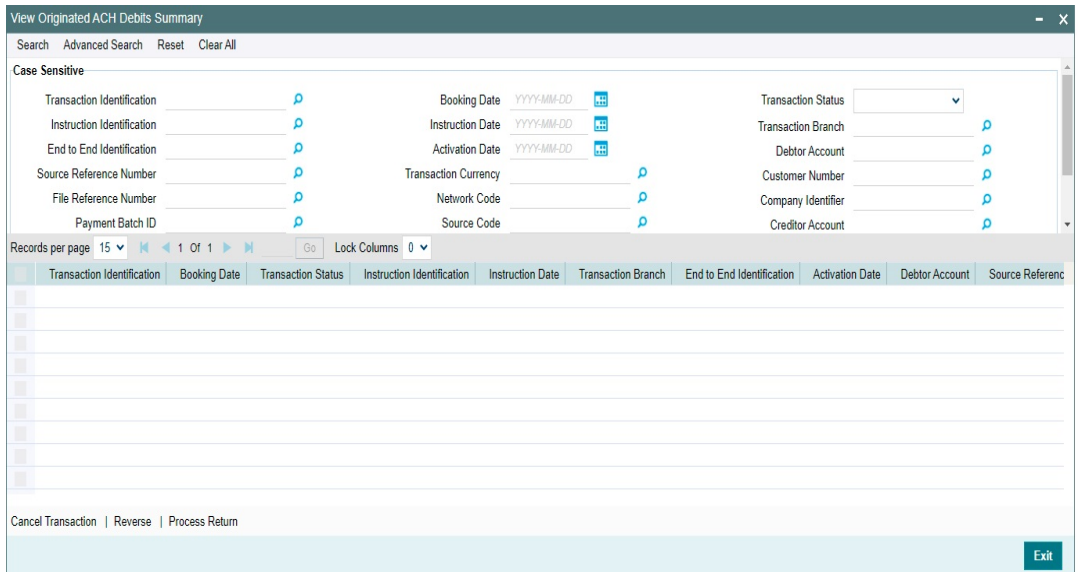 View Originated ACH Debits Summary
Search Advanced Search Reset Clear All
Case Sensitive
Transaction Identification Booking Date YYYY-MM-DD Transaction Status
Instruction Identification Instruction Date YYYY-MM-DD Transaction Branch
End to End Identification Activation Date YYYY-MM-DD Debtor Account
Source Reference Number Transaction Currency Customer Number
File Reference Number Network Code Company Identifier
Payment Batch ID Source Code Creditor Account
Records per page 15 1 Of 1 Go Lock Columns 0
Transaction Identification Booking Date Transaction Status Instruction Identification Instruction Date Transaction Branch End to End Identification Activation Date Debtor Account Source Referenc
Cancel Transaction | Reverse | Process Return
Exit